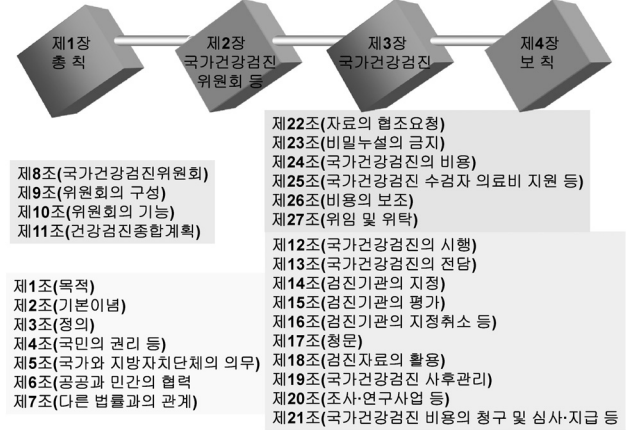 제1장
총 칙
제2장
국가건강검진
위원회 등
제3장
국가건강검진
제4장
보 칙
제22조(자료의 협조요청)
제23조(비밀누설의 금지)
제24조(국가건강검진의 비용)
제25조(국가건강검진 수검자 의료비 지원 등)
제26조(비용의 보조)
제27조(위임 및 위탁)
제8조(국가건강검진위원회)
제9조(위원회의 구성)
제10조(위원회의 기능)
제11조(건강검진종합계획)
제12조(국가건강검진의 시행)
제13조(국가건강검진의 전담)
제14조(검진기관의 지정)
제15조(검진기관의 평가)
제16조(검진기관의 지정취소 등)
제17조(청문)
제18조(검진자료의 활용)
제19조(국가건강검진 사후관리)
제20조(조사·연구사업 등)
제21조(국가건강검진 비용의 청구 및 심사·지급 등
제1조(목적)
제2조(기본이념)
제3조(정의)
제4조(국민의 권리 등)
제5조(국가와 지방자치단체의 의무)
제6조(공공과 민간의 협력
제7조(다른 법률과의 관계)